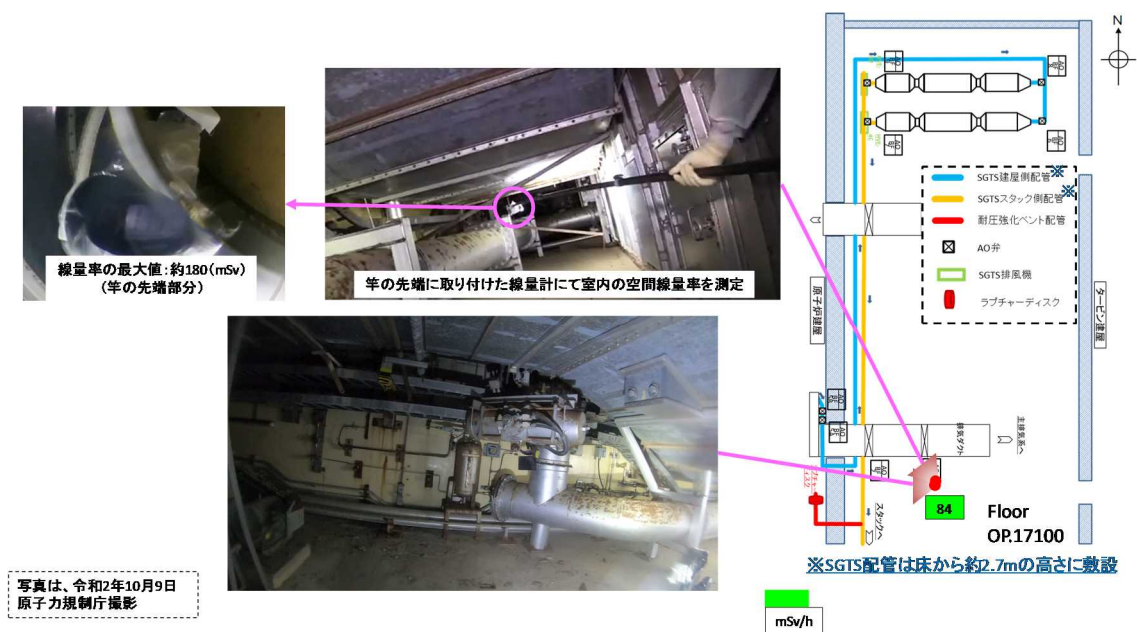 線量率の最大値：約180(mSv)
(竿の先端部分)
竿の先端に取り付けた線量計にて室内の空間線量率を測定
N
SGTS建屋側配管※
SGTSスタック側配管※
耐圧強化ベント配管
AO弁
SGTS排風機
ラプチャーディスク
原子炉建屋
タービン建屋
排気ダクト
主排気系へ
スタックへ
84
Floor
OP.17100
※SGTS配管は床から約2.7mの高さに敷設
写真は、令和2年10月9日
原子力規制庁撮影
mSv/h